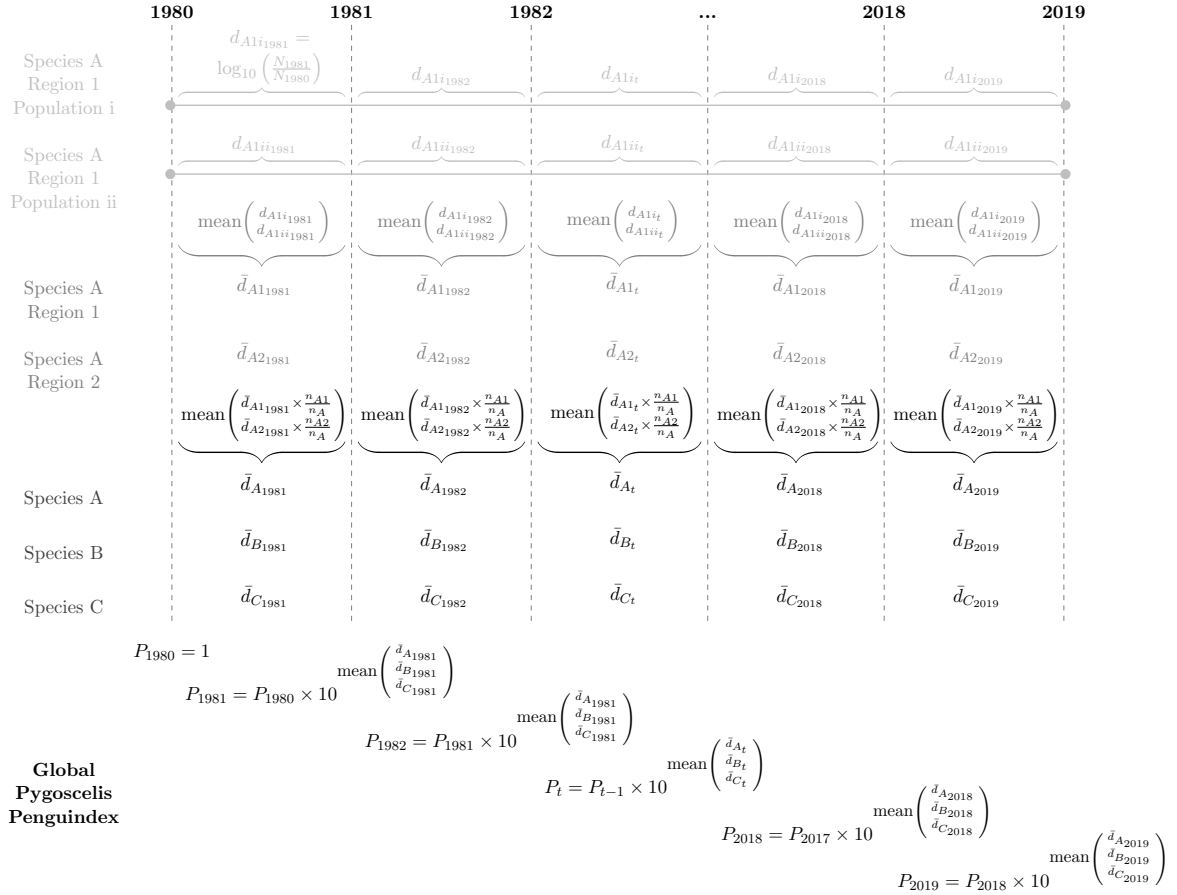 1980 1981 1982 ... 2018 2019
d_{A1i_{1981}} =
Species A
Region 1
Population i
log_{10}(N_{1981}/N_{1980}) d_{A1i_{1982}} d_{A1i_t} d_{A1i_{2018}} d_{A1i_{2019}}
Species A
Region 1
Population ii
d_{A1ii_{1981}} d_{A1ii_{1982}} d_{A1ii_t} d_{A1ii_{2018}} d_{A1ii_{2019}}
mean(d_{A1i_{1981}} d_{A1ii_{1981}}) mean(d_{A1i_{1982}} d_{A1ii_{1982}}) mean(d_{A1i_t} d_{A1ii_t}) mean(d_{A1i_{2018}} d_{A1ii_{2018}}) mean(d_{A1i_{2019}} d_{A1ii_{2019}})
Species A
Region 1
d̄_{A1_{1981}} d̄_{A1_{1982}} d̄_{A1_t} d̄_{A1_{2018}} d̄_{A1_{2019}}
Species A
Region 2
d̄_{A2_{1981}} d̄_{A2_{1982}} d̄_{A2_t} d̄_{A2_{2018}} d̄_{A2_{2019}}
mean(d̄_{A1_{1981}} × n_{A1}/n_A d̄_{A2_{1981}} × n_{A2}/n_A) mean(d̄_{A1_{1982}} × n_{A1}/n_A d̄_{A2_{1982}} × n_{A2}/n_A) mean(d̄_{A1_t} × n_{A1}/n_A d̄_{A2_t} × n_{A2}/n_A) mean(d̄_{A1_{2018}} × n_{A1}/n_A d̄_{A2_{2018}} × n_{A2}/n_A) mean(d̄_{A1_{2019}} × n_{A1}/n_A d̄_{A2_{2019}} × n_{A2}/n_A)
Species A d̄_{A_{1981}} d̄_{A_{1982}} d̄_{A_t} d̄_{A_{2018}} d̄_{A_{2019}}
Species B d̄_{B_{1981}} d̄_{B_{1982}} d̄_{B_t} d̄_{B_{2018}} d̄_{B_{2019}}
Species C d̄_{C_{1981}} d̄_{C_{1982}} d̄_{C_t} d̄_{C_{2018}} d̄_{C_{2019}}
P_{1980} = 1
P_{1981} = P_{1980} × 10^{mean(d̄_{A_{1981}} d̄_{B_{1981}} d̄_{C_{1981}})}
P_{1982} = P_{1981} × 10^{mean(d̄_{A_{1981}} d̄_{B_{1981}} d̄_{C_{1981}})}
Global
Pygoscelis
Penguindex
P_t = P_{t−1} × 10^{mean(d̄_{A_t} d̄_{B_t} d̄_{C_t})}
P_{2018} = P_{2017} × 10^{mean(d̄_{A_{2018}} d̄_{B_{2018}} d̄_{C_{2018}})}
P_{2019} = P_{2018} × 10^{mean(d̄_{A_{2019}} d̄_{B_{2019}} d̄_{C_{2019}})}